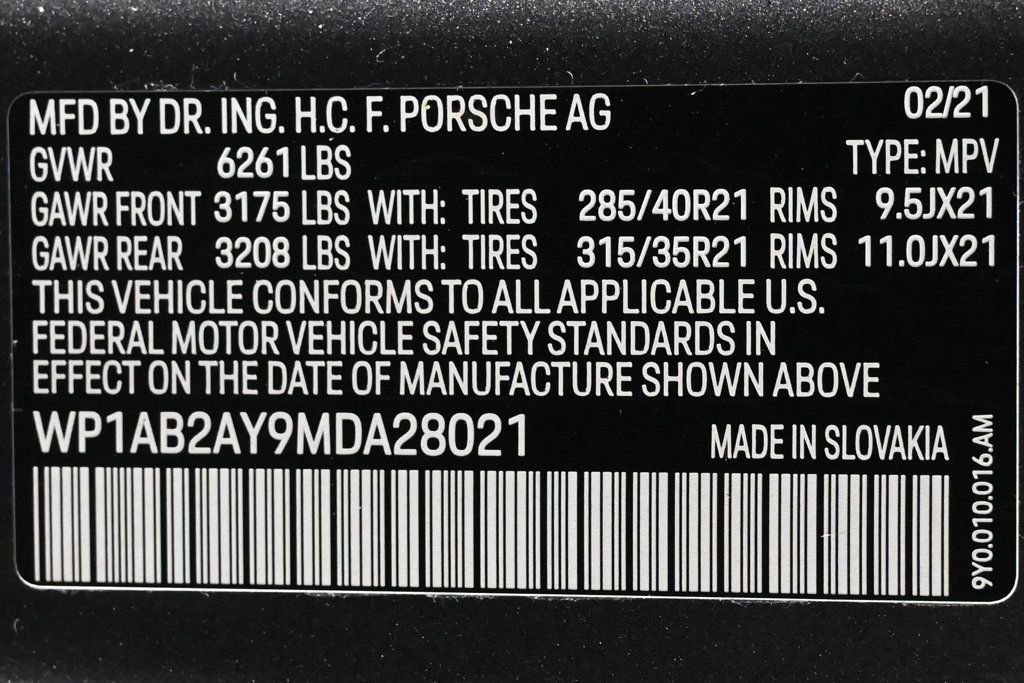 MFD BY DR. ING. H.C. F. PORSCHE AG 02/21
GVWR 6261 LBS TYPE: MPV
GAWR FRONT 3175 LBS WITH: TIRES 285/40R21 RIMS 9.5JX21
GAWR REAR 3208 LBS WITH: TIRES 315/35R21 RIMS 11.0JX21
THIS VEHICLE CONFORMS TO ALL APPLICABLE U.S.
FEDERAL MOTOR VEHICLE SAFETY STANDARDS IN
EFFECT ON THE DATE OF MANUFACTURE SHOWN ABOVE
WP1AB2AY9MDA28021 MADE IN SLOVAKIA
9Y0.010.016.AM